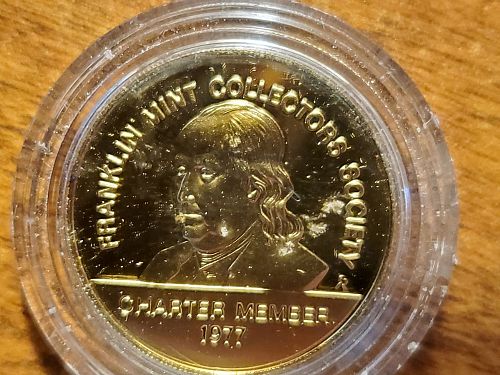 FRANKLIN MINT COLLECTORS SOCIETY
CHARTER MEMBER
1977